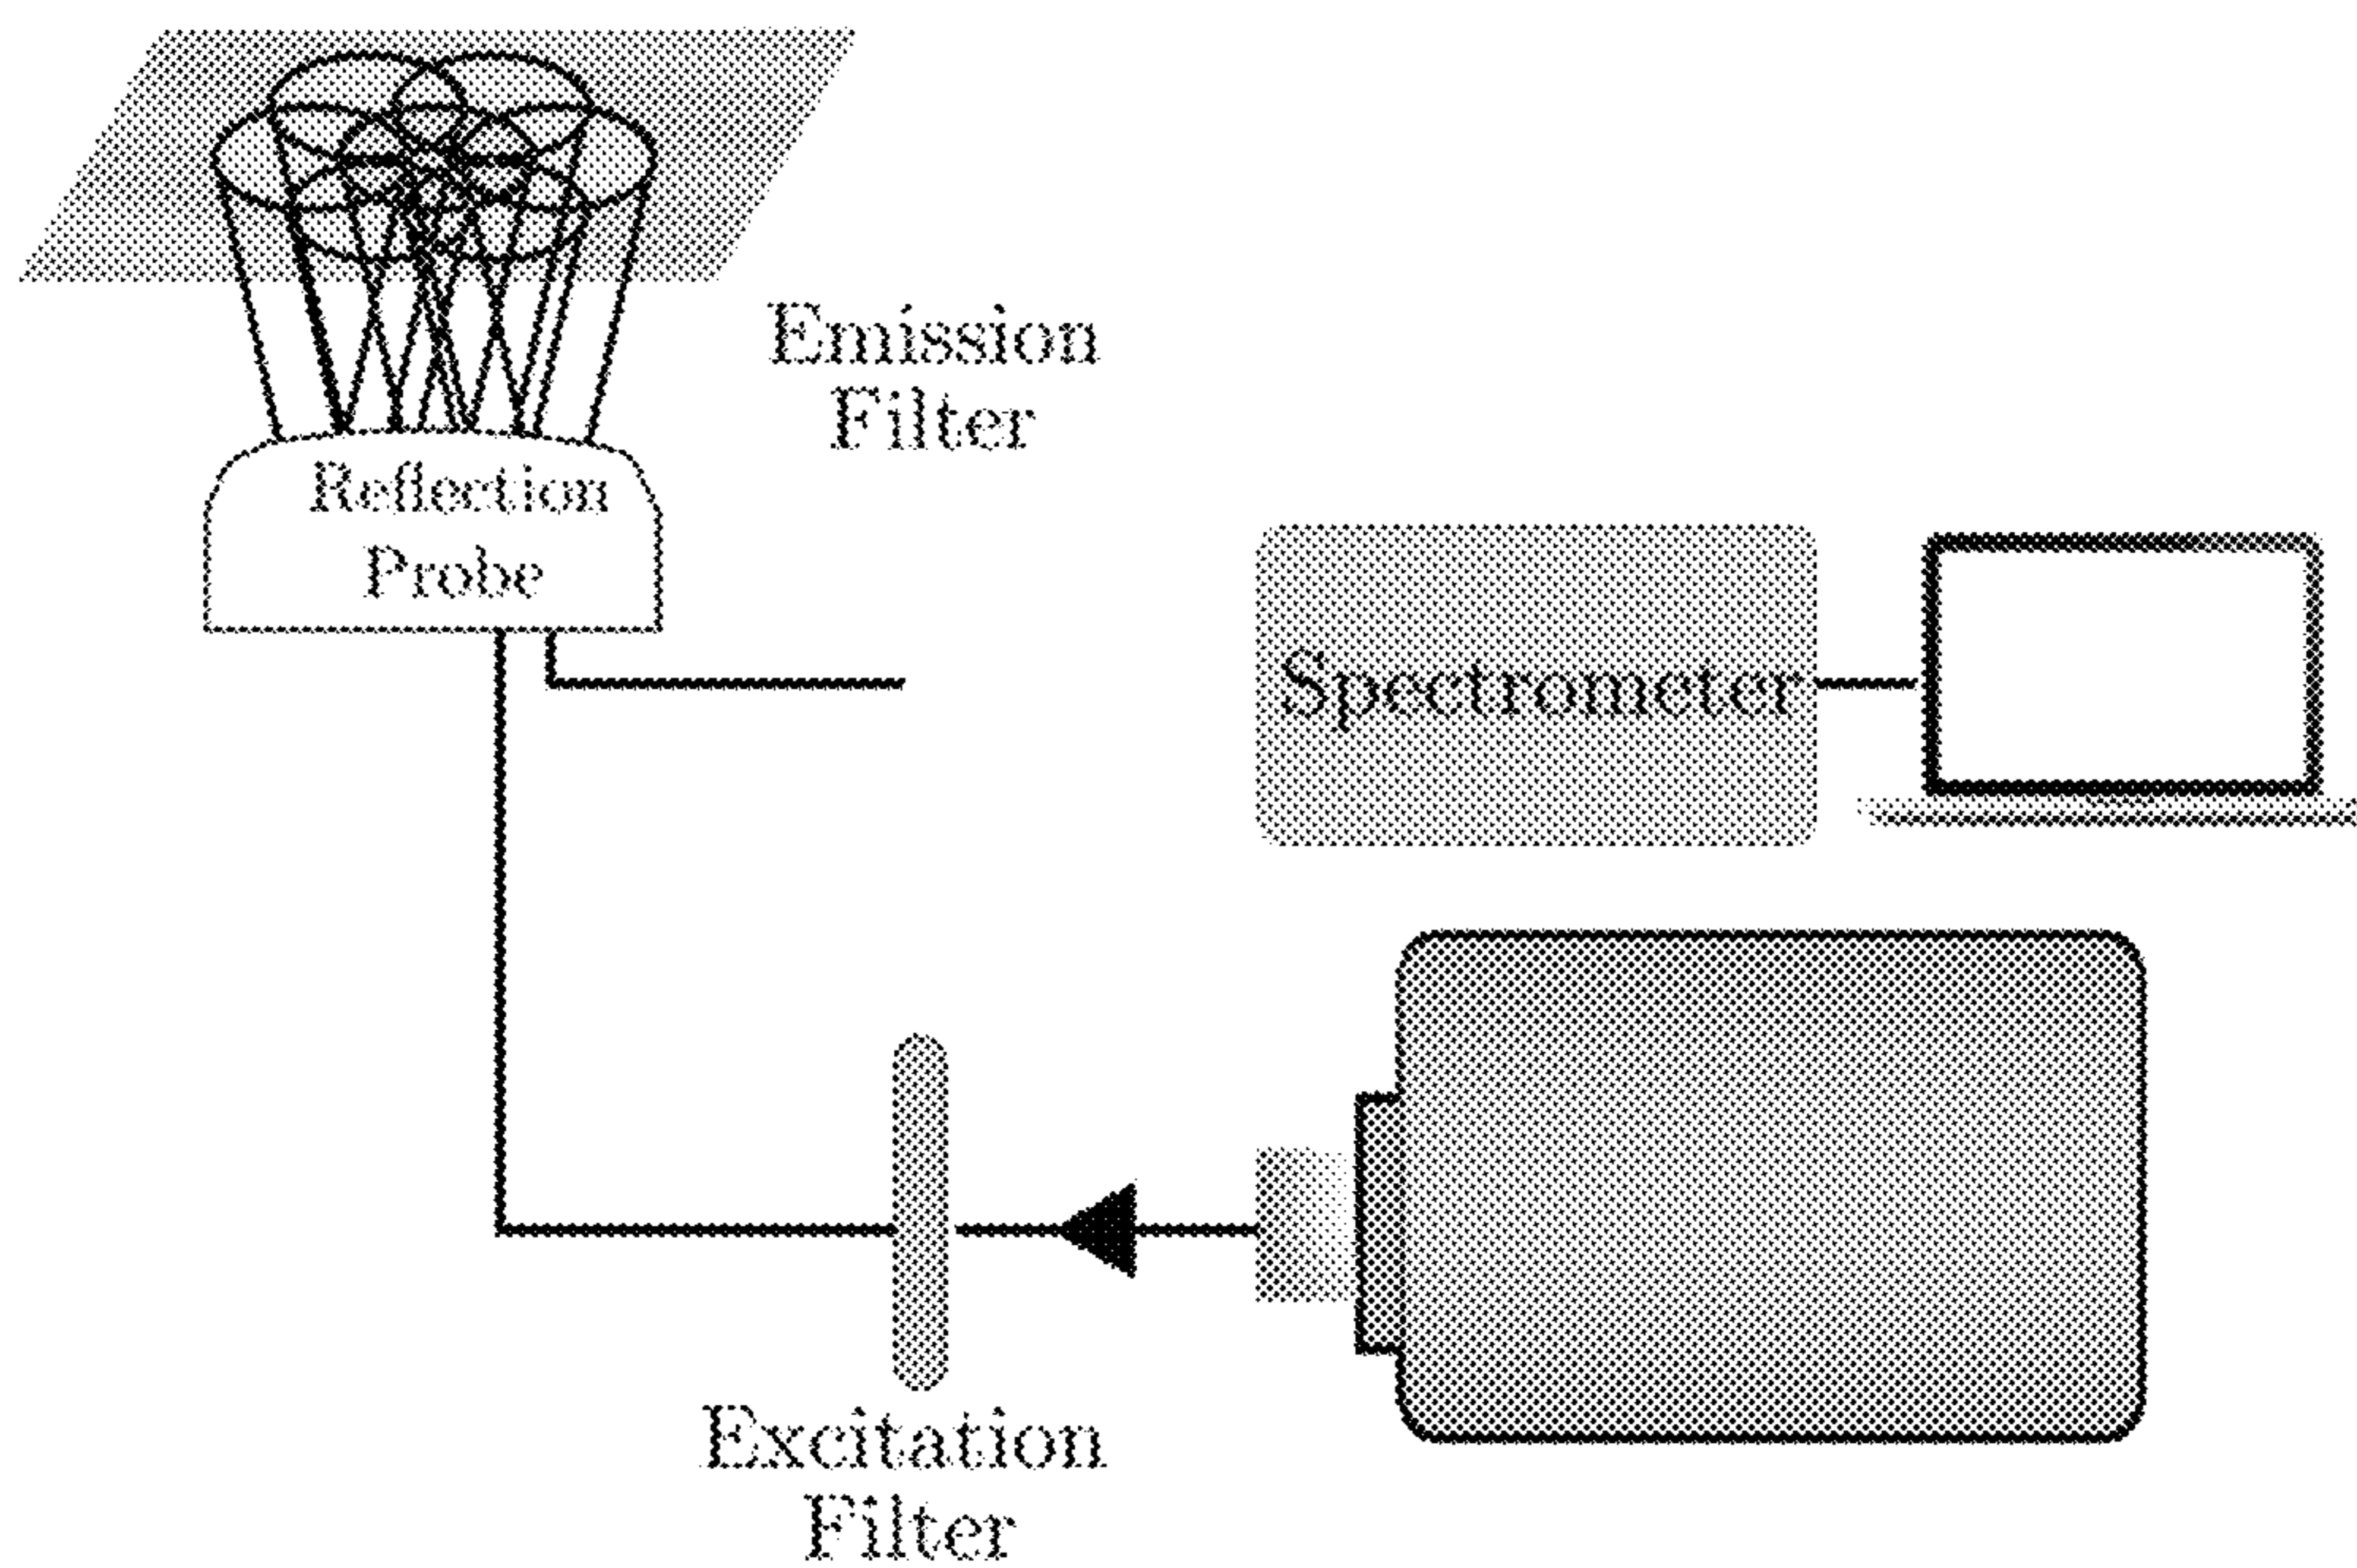 Emission
Filter
Reflection
Probe
Spectrometer
Excitation
Filter